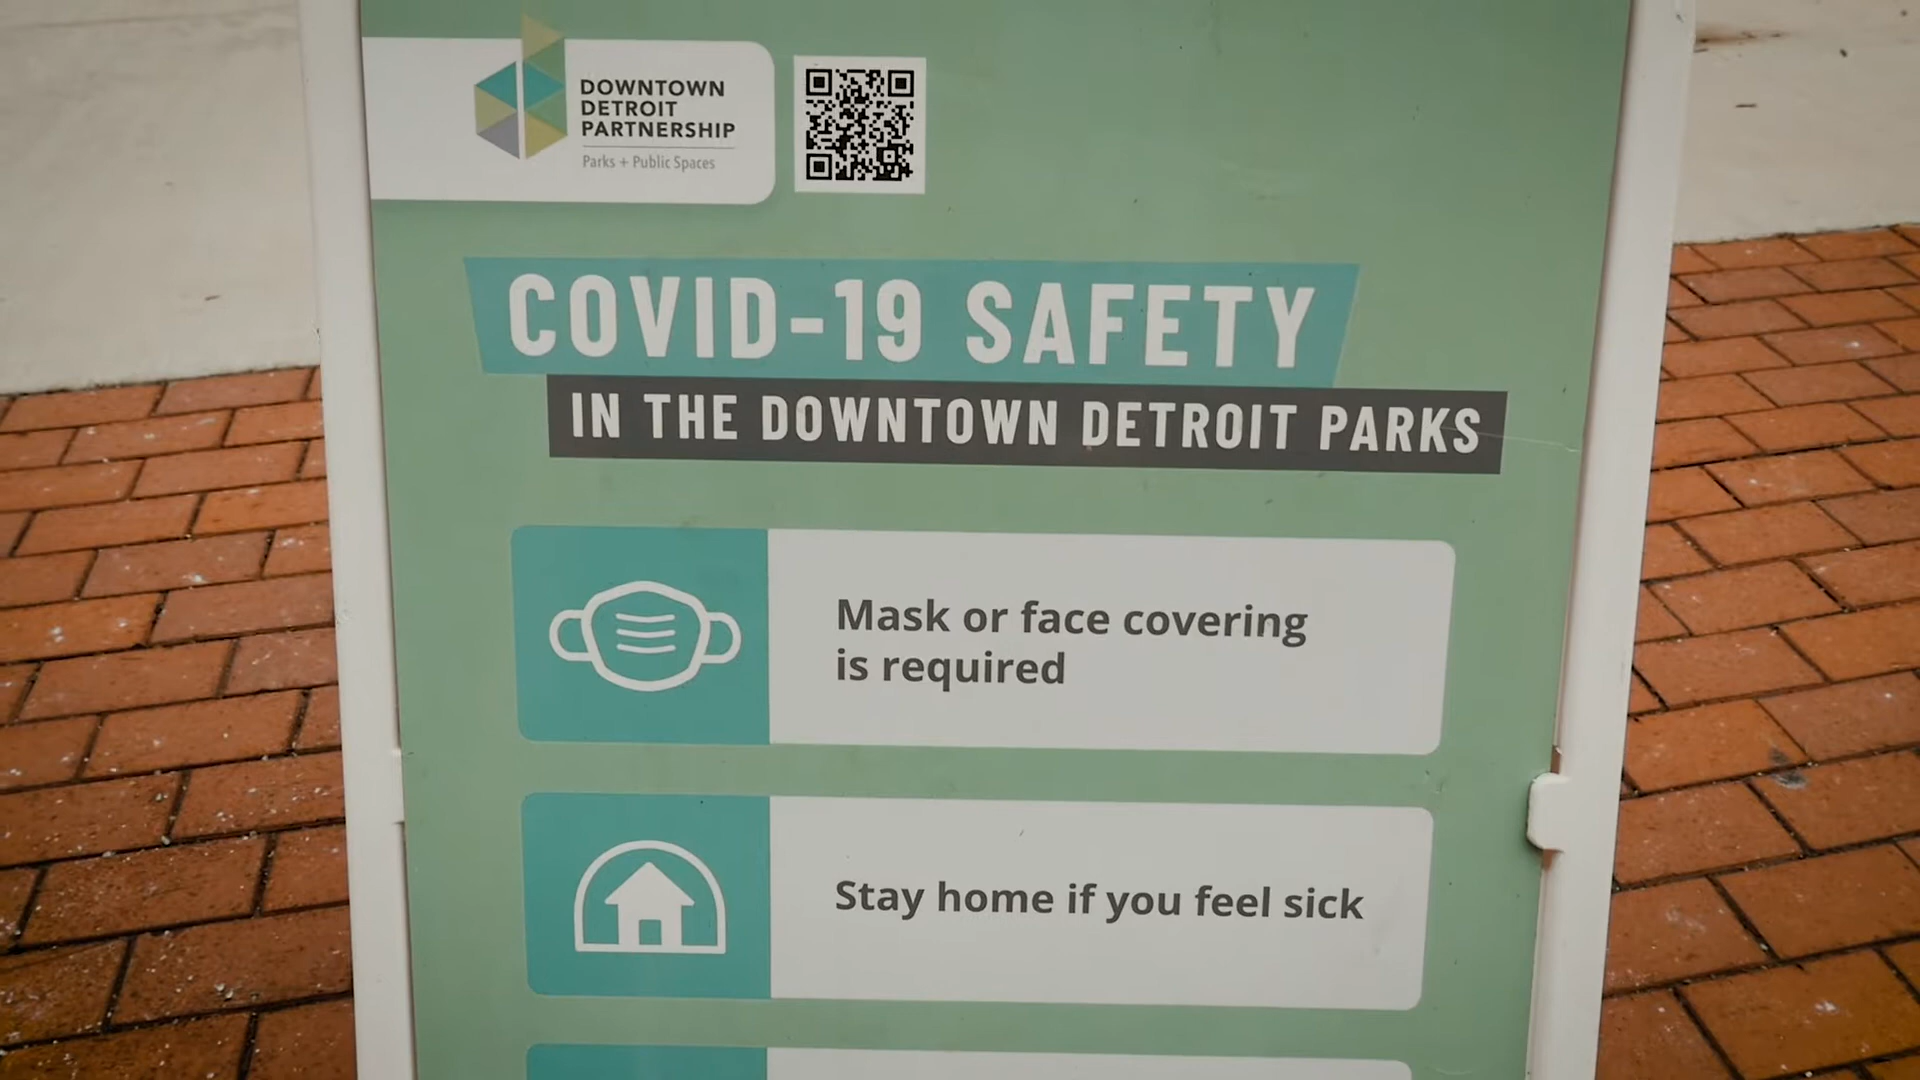 DOWNTOWN
DETROIT
PARTNERSHIP
Parks + Public Spaces
COVID-19 SAFETY
IN THE DOWNTOWN DETROIT PARKS
Mask or face covering
is required
Stay home if you feel sick